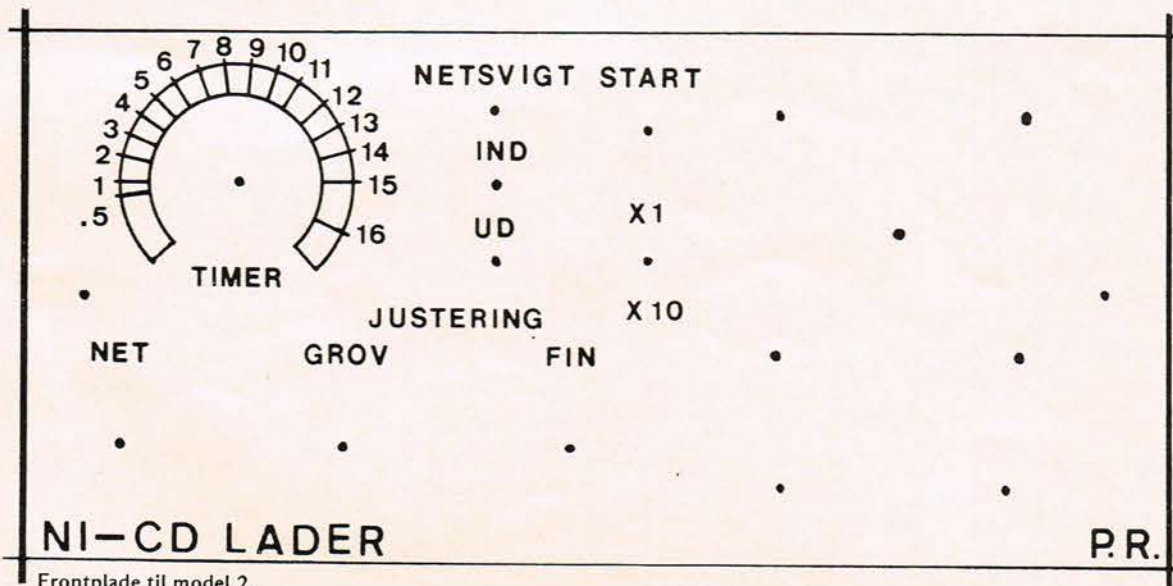 .5 1 2 3 4 5 6 7 8 9 10 11 12 13 14 15 16
TIMER
NETSVIGT START
IND
UD
X1
X10
JUSTERING
NET GROV FIN
NI-CD LADER
P.R.
Frontplade til model 2.